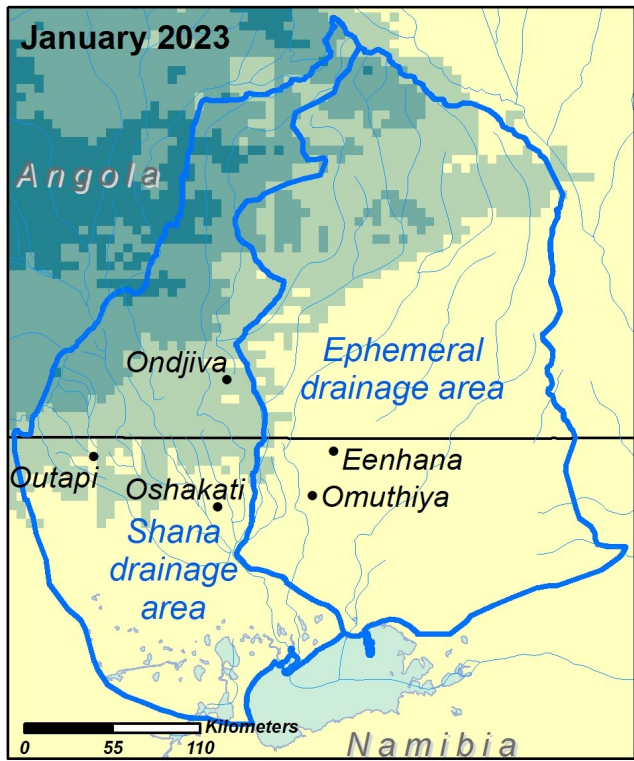 January 2023
Angola
Ondjiva
Ephemeral
drainage area
Outapi
Oshakati
Eenhana
Omuthiya
Shana
drainage
area
Kilometers
0 55 110
Namibia